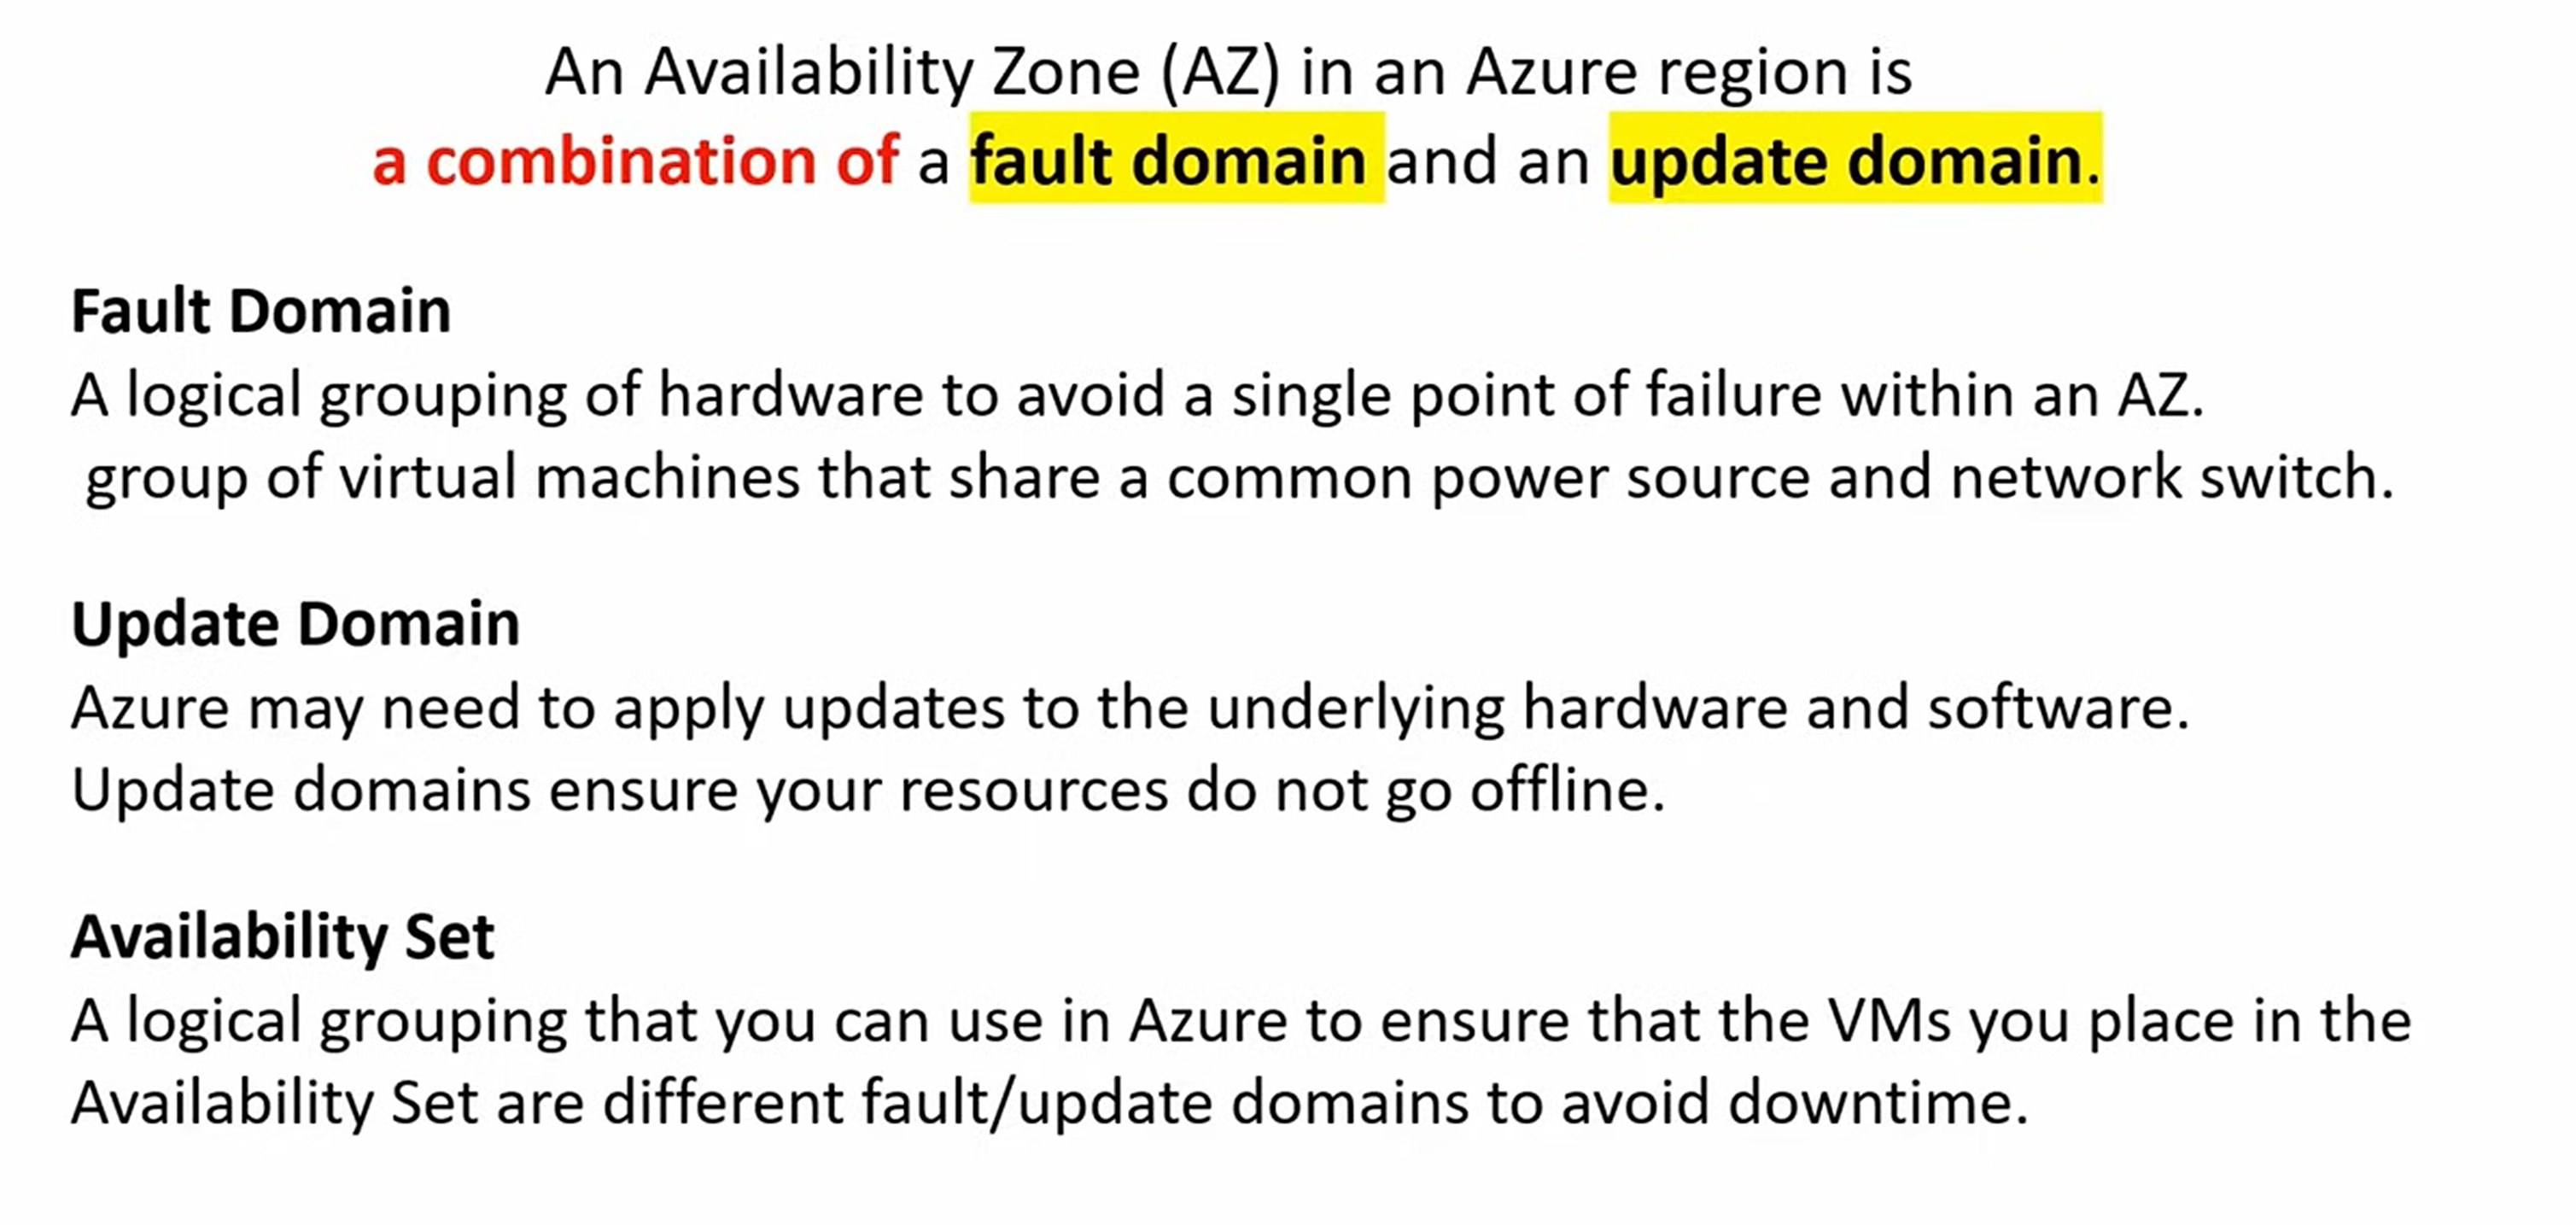 An Availability Zone (AZ) in an Azure region is
a combination of a fault domain and an update domain.
Fault Domain
A logical grouping of hardware to avoid a single point of failure within an AZ.
group of virtual machines that share a common power source and network switch.
Update Domain
Azure may need to apply updates to the underlying hardware and software.
Update domains ensure your resources do not go offline.
Availability Set
A logical grouping that you can use in Azure to ensure that the VMs you place in the
Availability Set are different fault/update domains to avoid downtime.